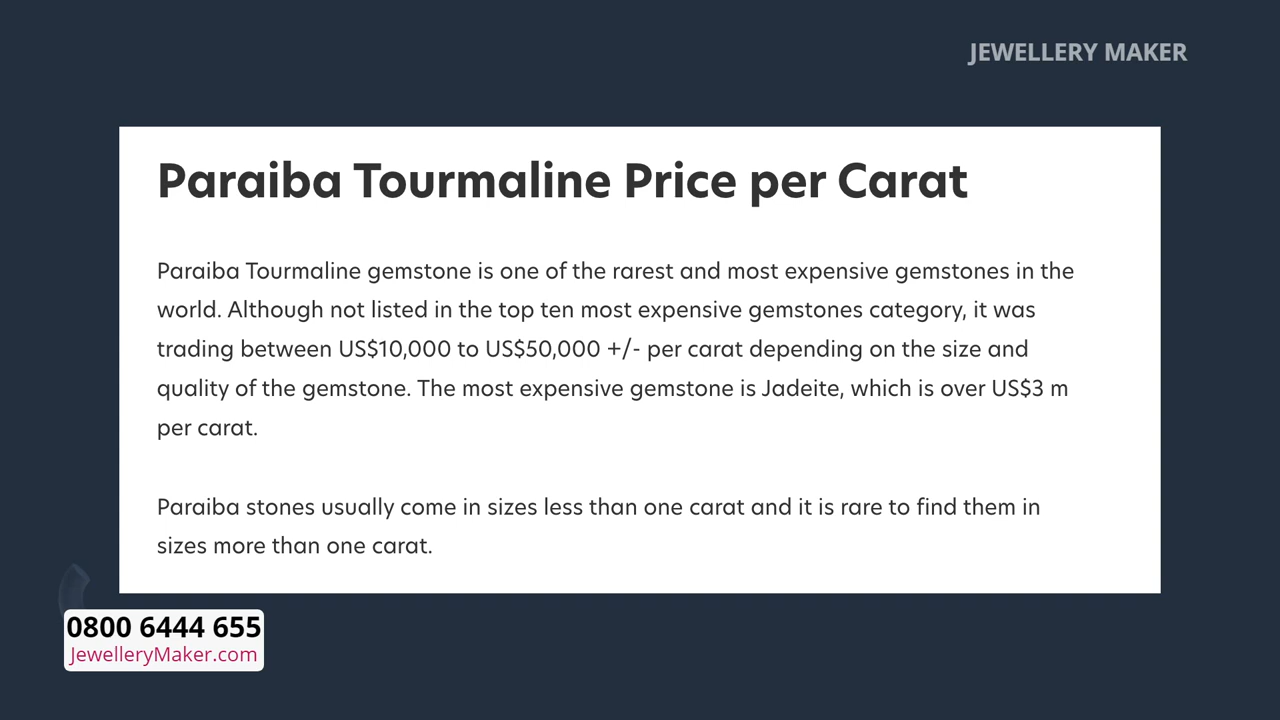 JEWELLERY MAKER
Paraiba Tourmaline Price per Carat
Paraiba Tourmaline gemstone is one of the rarest and most expensive gemstones in the
world. Although not listed in the top ten most expensive gemstones category, it was
trading between US$10,000 to US$50,000 +/- per carat depending on the size and
quality of the gemstone. The most expensive gemstone is Jadeite, which is over US$3 m
per carat.
Paraiba stones usually come in sizes less than one carat and it is rare to find them in
sizes more than one carat.
0800 6444 655
JewelleryMaker.com